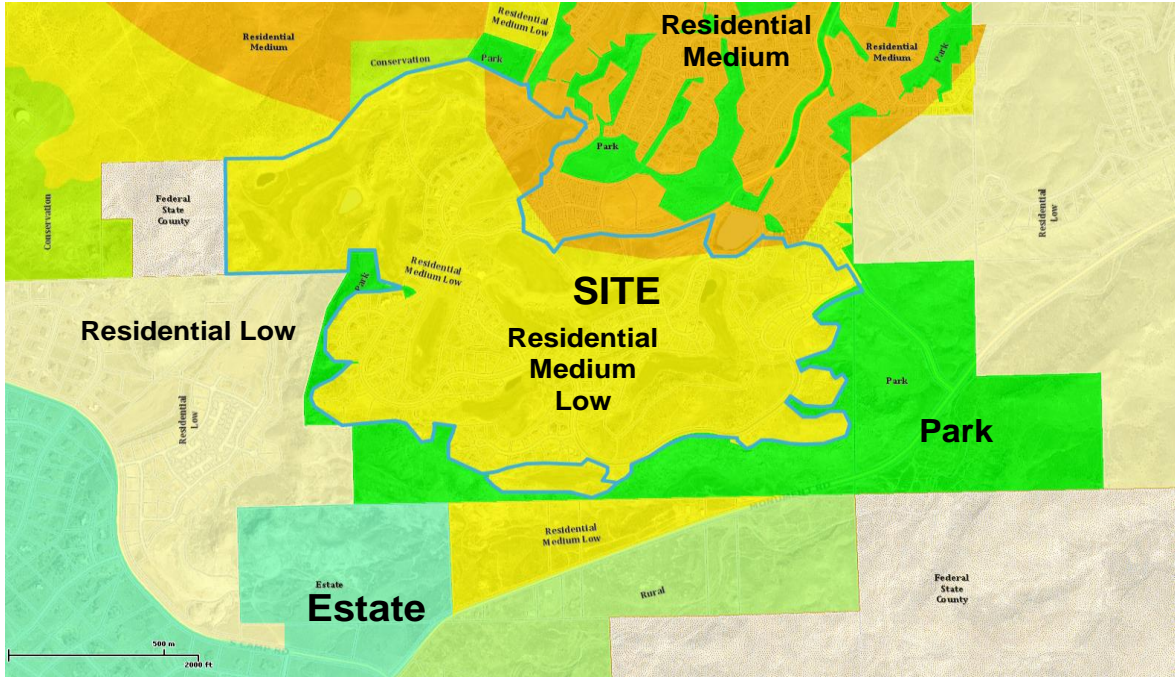 Residential
Medium Low
Residential
Medium
Residential
Medium
Residential
Medium
Park
Conservation
Park
Park
Federal
State
County
Conservation
Residential
Low
Park
Residential
Medium Low
SITE
Residential
Medium
Low
Residential Low
Residential
Low
Park
Park
Residential
Medium Low
Rural
Estate
Estate
Federal
State
County
500 m
2000 ft